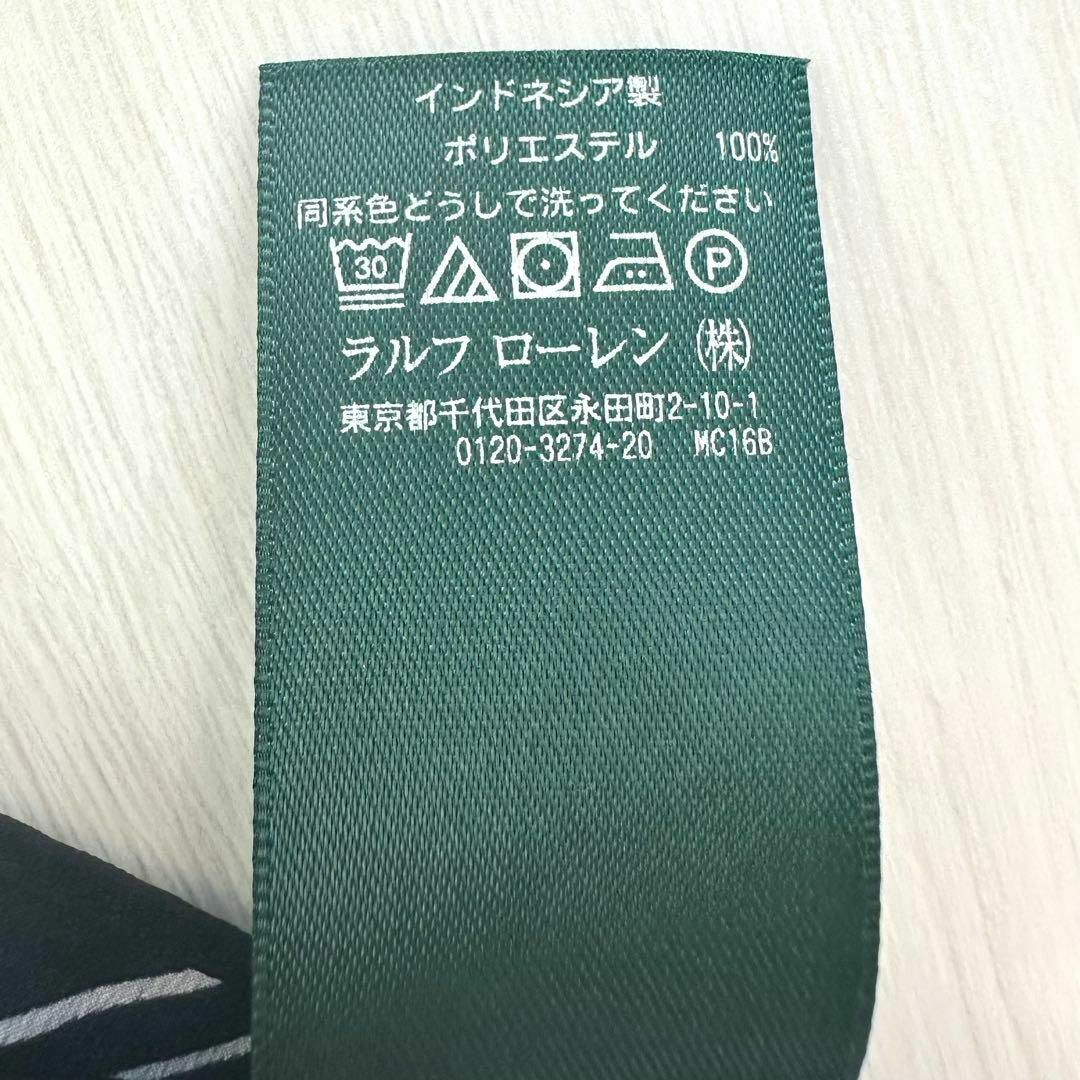 インドネシア製
ポリエステル 100%
同系色どうしで洗ってください
30 P
ラルフ ローレン (株)
東京都千代田区永田町2-10-1
0120-3274-20 MC16B